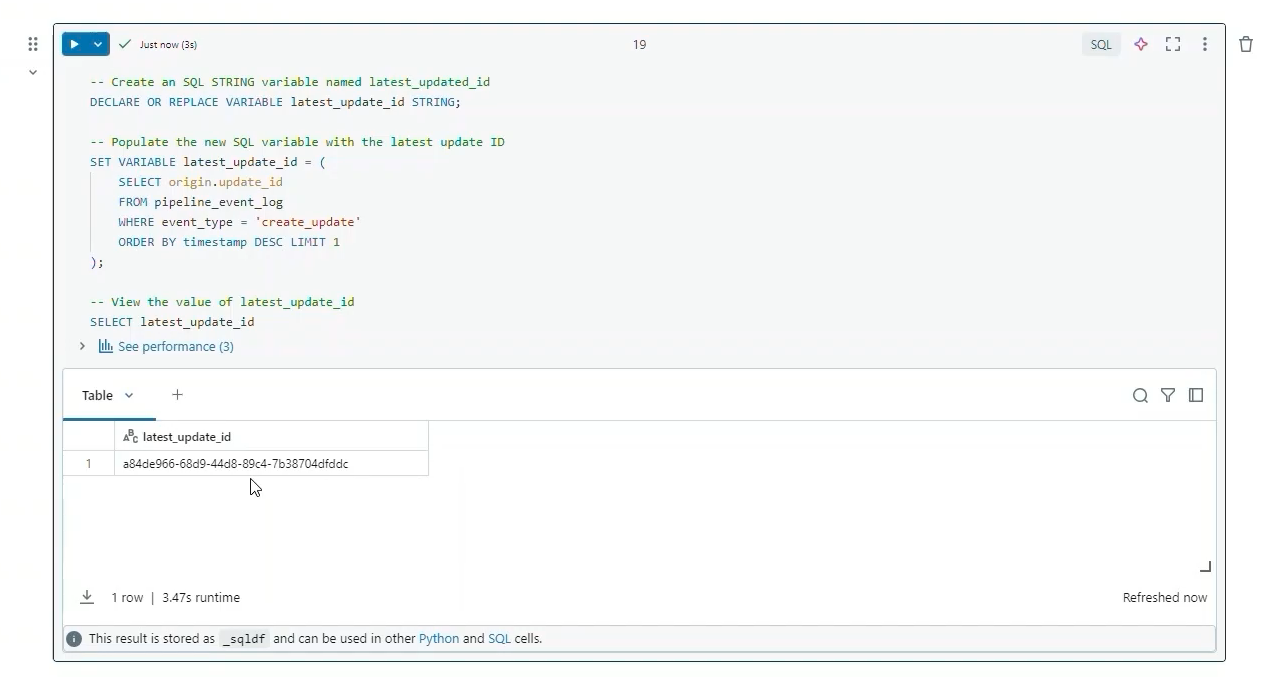 Just now (3s)
19
SQL
-- Create an SQL STRING variable named latest_updated_id
DECLARE OR REPLACE VARIABLE latest_update_id STRING;
-- Populate the new SQL variable with the latest update ID
SET VARIABLE latest_update_id = (
SELECT origin.update_id
FROM pipeline_event_log
WHERE event_type = 'create_update'
ORDER BY timestamp DESC LIMIT 1
);
-- View the value of latest_update_id
SELECT latest_update_id
See performance (3)
Table
ABC latest_update_id
1 a84de966-68d9-44d8-89c4-7b38704dfddc
1 row | 3.47s runtime
Refreshed now
This result is stored as _sqldf and can be used in other Python and SQL cells.